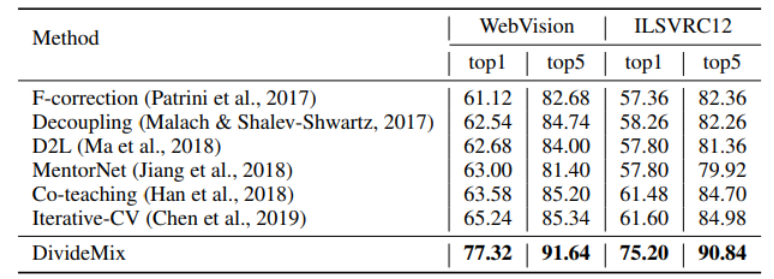 Method WebVision ILSVRC12
top1 top5 top1 top5
F-correction (Patrini et al., 2017) 61.12 82.68 57.36 82.36
Decoupling (Malach & Shalev-Shwartz, 2017) 62.54 84.74 58.26 82.26
D2L (Ma et al., 2018) 62.68 84.00 57.80 81.36
MentorNet (Jiang et al., 2018) 63.00 81.40 57.80 79.92
Co-teaching (Han et al., 2018) 63.58 85.20 61.48 84.70
Iterative-CV (Chen et al., 2019) 65.24 85.34 61.60 84.98
DivideMix 77.32 91.64 75.20 90.84